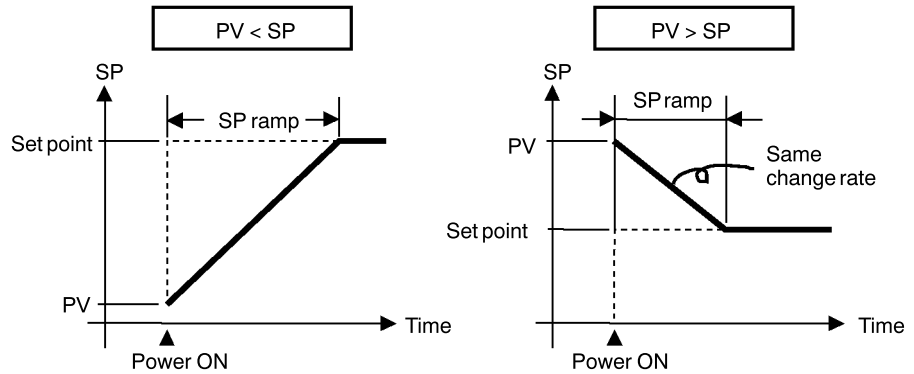 PV < SP
SP
SP ramp
Set point
PV
Time
Power ON
PV > SP
SP
SP ramp
PV
Same
change rate
Set point
Time
Power ON